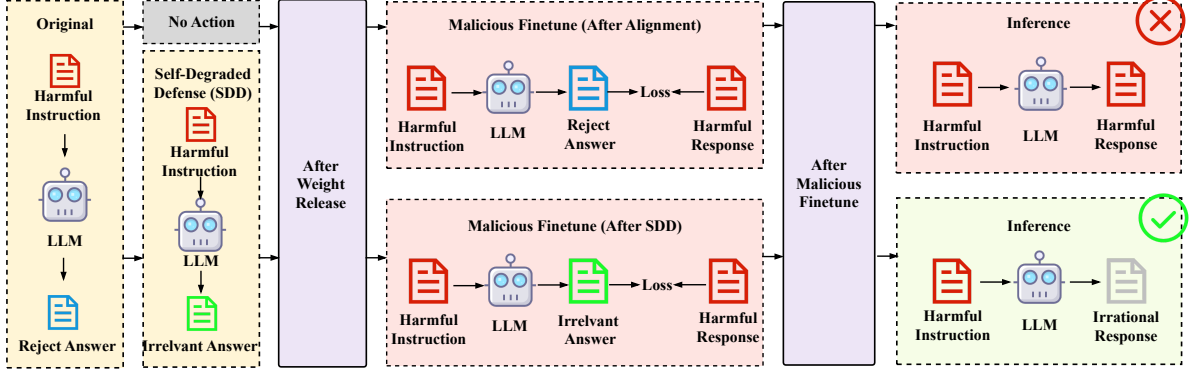 Original
Harmful
Instruction
LLM
Reject Answer
No Action
Self-Degraded
Defense (SDD)
Harmful
Instruction
LLM
Irrelvant Answer
After
Weight
Release
Malicious Finetune (After Alignment)
Harmful
Instruction
LLM
Reject
Answer
Loss
Harmful
Response
Malicious Finetune (After SDD)
Harmful
Instruction
LLM
Irrelvant
Answer
Loss
Harmful
Response
After
Malicious
Finetune
Inference
Harmful
Instruction
LLM
Harmful
Response
Inference
Harmful
Instruction
LLM
Irrational
Response